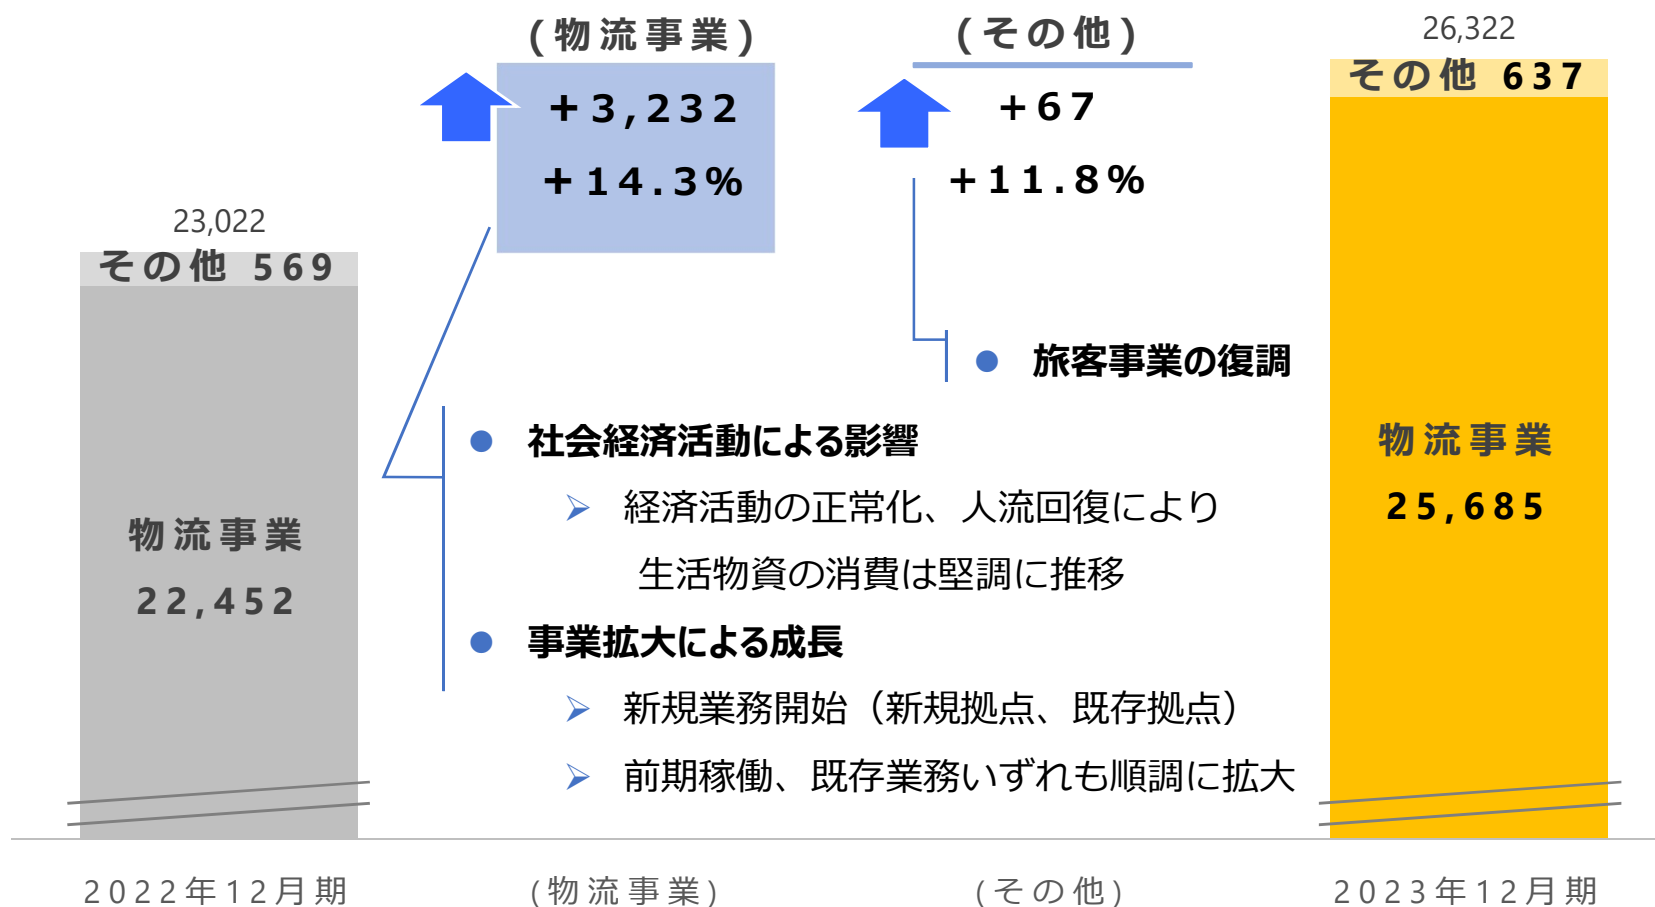 (物流事業)
(その他)
26,322
その他 637
+3,232
+67
+14.3%
+11.8%
23,022
その他 569
● 旅客事業の復調
● 社会経済活動による影響
➢ 経済活動の正常化、人流回復により
生活物資の消費は堅調に推移
● 事業拡大による成長
➢ 新規業務開始（新規拠点、既存拠点）
➢ 前期稼働、既存業務いずれも順調に拡大
物流事業
22,452
物流事業
25,685
2022年12月期
(物流事業)
(その他)
2023年12月期